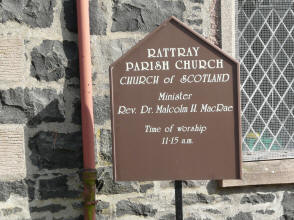 RATTRAY
PARISH CHURCH
CHURCH OF SCOTLAND
Minister
Rev. Dr. Malcolm H. MacRae
Time of worship
11·15 a.m.